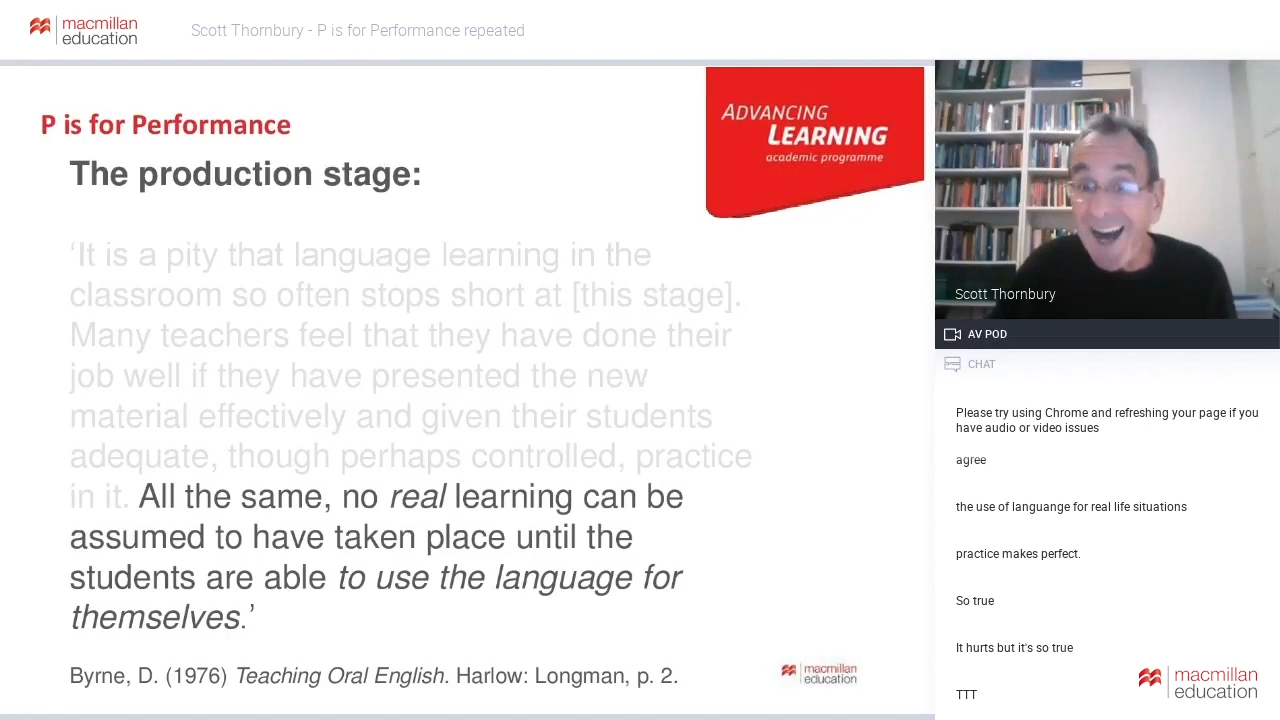 macmillan
education
Scott Thornbury - P is for Performance repeated
P is for Performance
ADVANCING
LEARNING
academic programme
The production stage:
‘It is a pity that language learning in the
classroom so often stops short at [this stage].
Many teachers feel that they have done their
job well if they have presented the new
material effectively and given their students
adequate, though perhaps controlled, practice
in it. All the same, no real learning can be
assumed to have taken place until the
students are able to use the language for
themselves.’
Byrne, D. (1976) Teaching Oral English. Harlow: Longman, p. 2.
macmillan
education
Scott Thornbury
AV POD
CHAT
Please try using Chrome and refreshing your page if you
have audio or video issues
agree
the use of languange for real life situations
practice makes perfect.
So true
It hurts but it's so true
TTT
macmillan
education